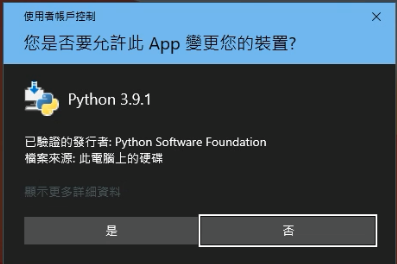 使用者帳戶控制
您是否要允許此 App 變更您的裝置?
Python 3.9.1
已驗證的發行者: Python Software Foundation
檔案來源: 此電腦上的硬碟
顯示更多詳細資料
是
否